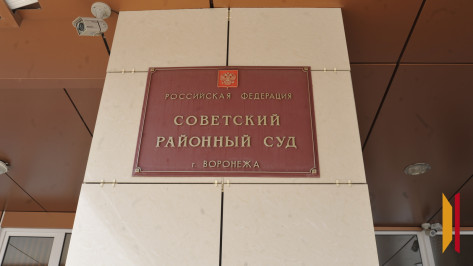 РОССИЙСКАЯ ФЕДЕРАЦИЯ
СОВЕТСКИЙ
РАЙОННЫЙ СУД
г. ВОРОНЕЖА